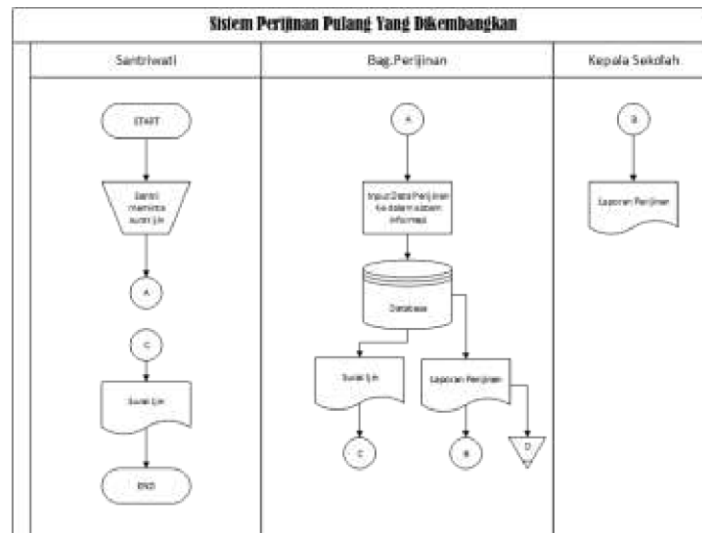 Sistem Perijinan Pulang Yang Dikembangkan
Santriwati
Bag.Perijinan
Kepala Sekolah
START
Santri
meminta
surat ijin
A
C
Surat Ijin
END
A
Input Data Perijinan
ke dalam sistem
informasi
Database
Surat Ijin
Laporan Perijinan
C
B
D
B
Laporan Perijinan